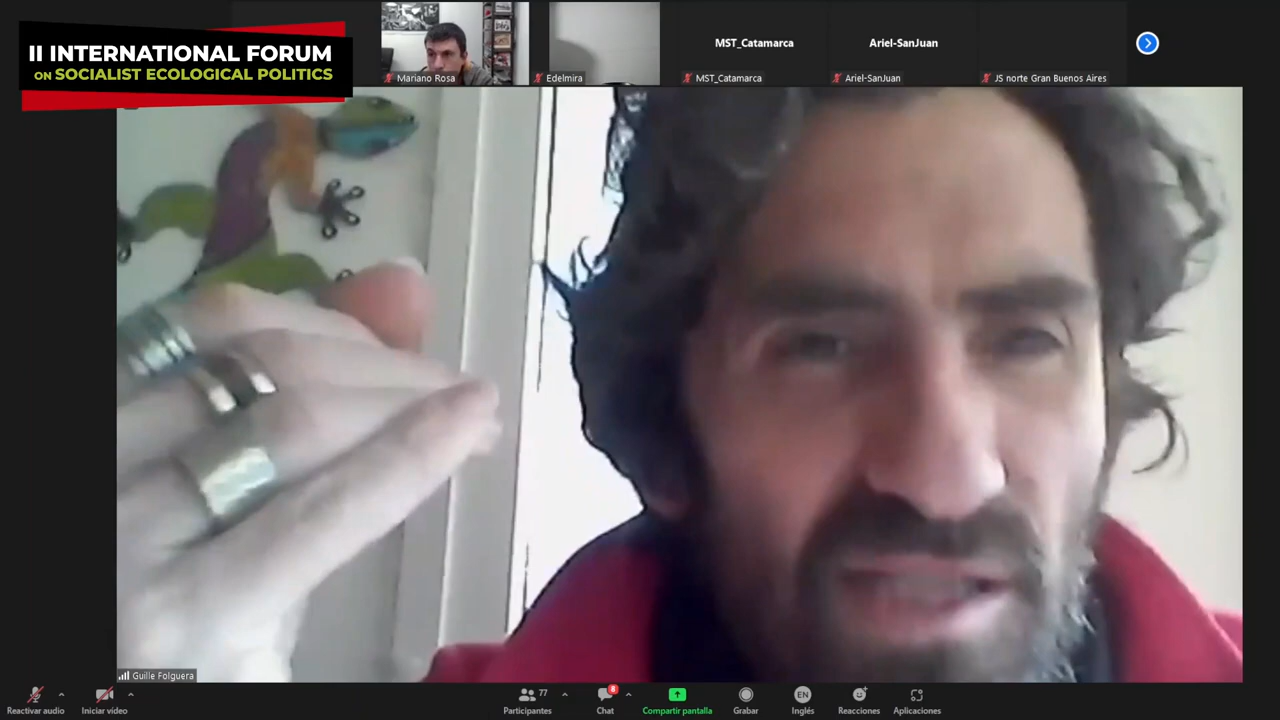 II INTERNATIONAL FORUM
ON SOCIALIST ECOLOGICAL POLITICS
Mariano Rosa
Edelmira
MST_Catamarca
MST_Catamarca
Ariel-SanJuan
Ariel-SanJuan
JS norte Gran Buenos Aires
Guille Folguera
Reactivar audio
Iniciar video
77
Participantes
8
Chat
Compartir pantalla
Grabar
EN
Inglés
Reacciones
Aplicaciones